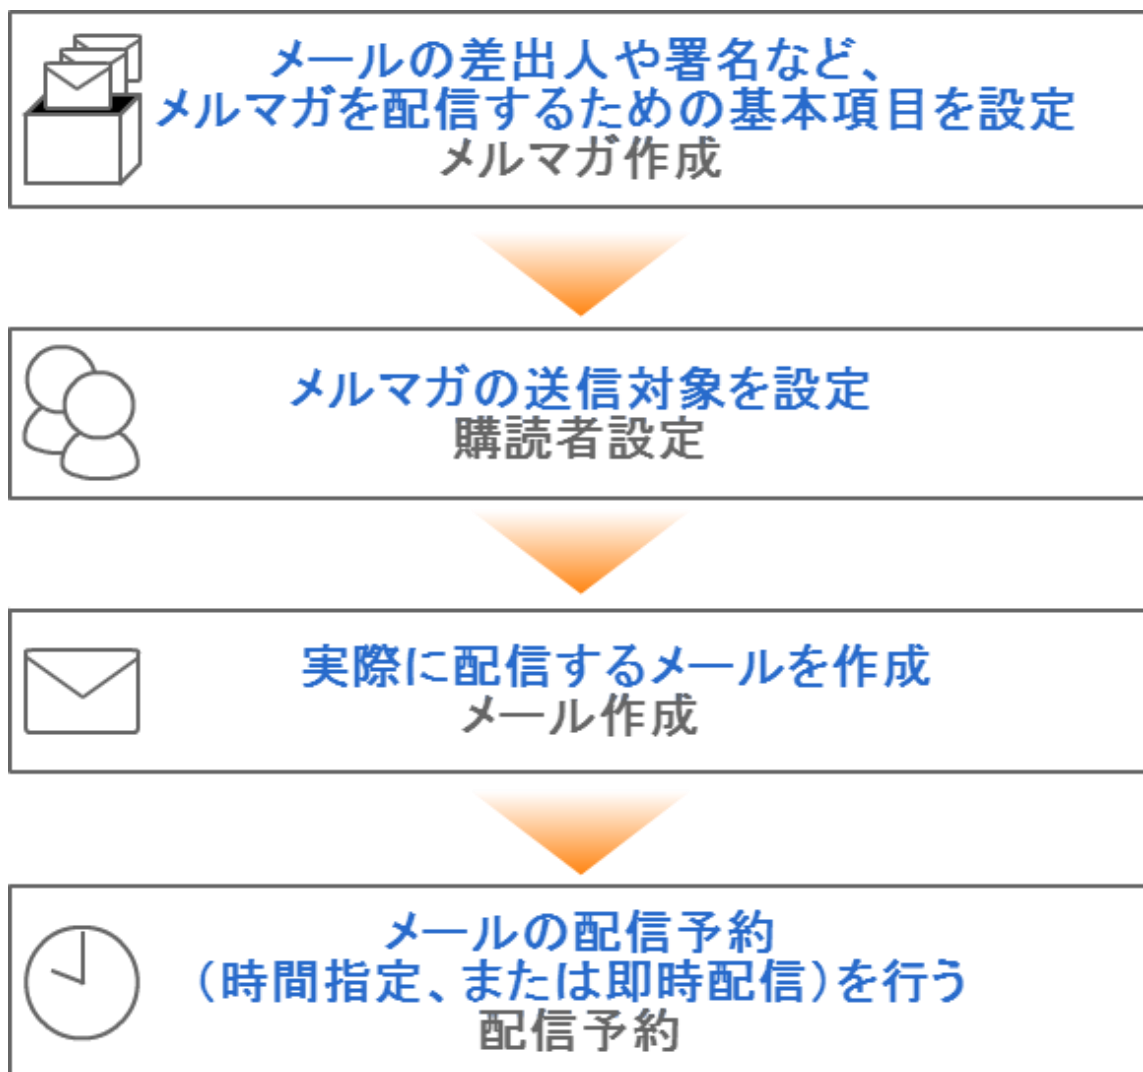 メールの差出人や署名など、
メルマガを配信するための基本項目を設定
メルマガ作成
メルマガの送信対象を設定
購読者設定
実際に配信するメールを作成
メール作成
メールの配信予約
（時間指定、または即時配信）を行う
配信予約